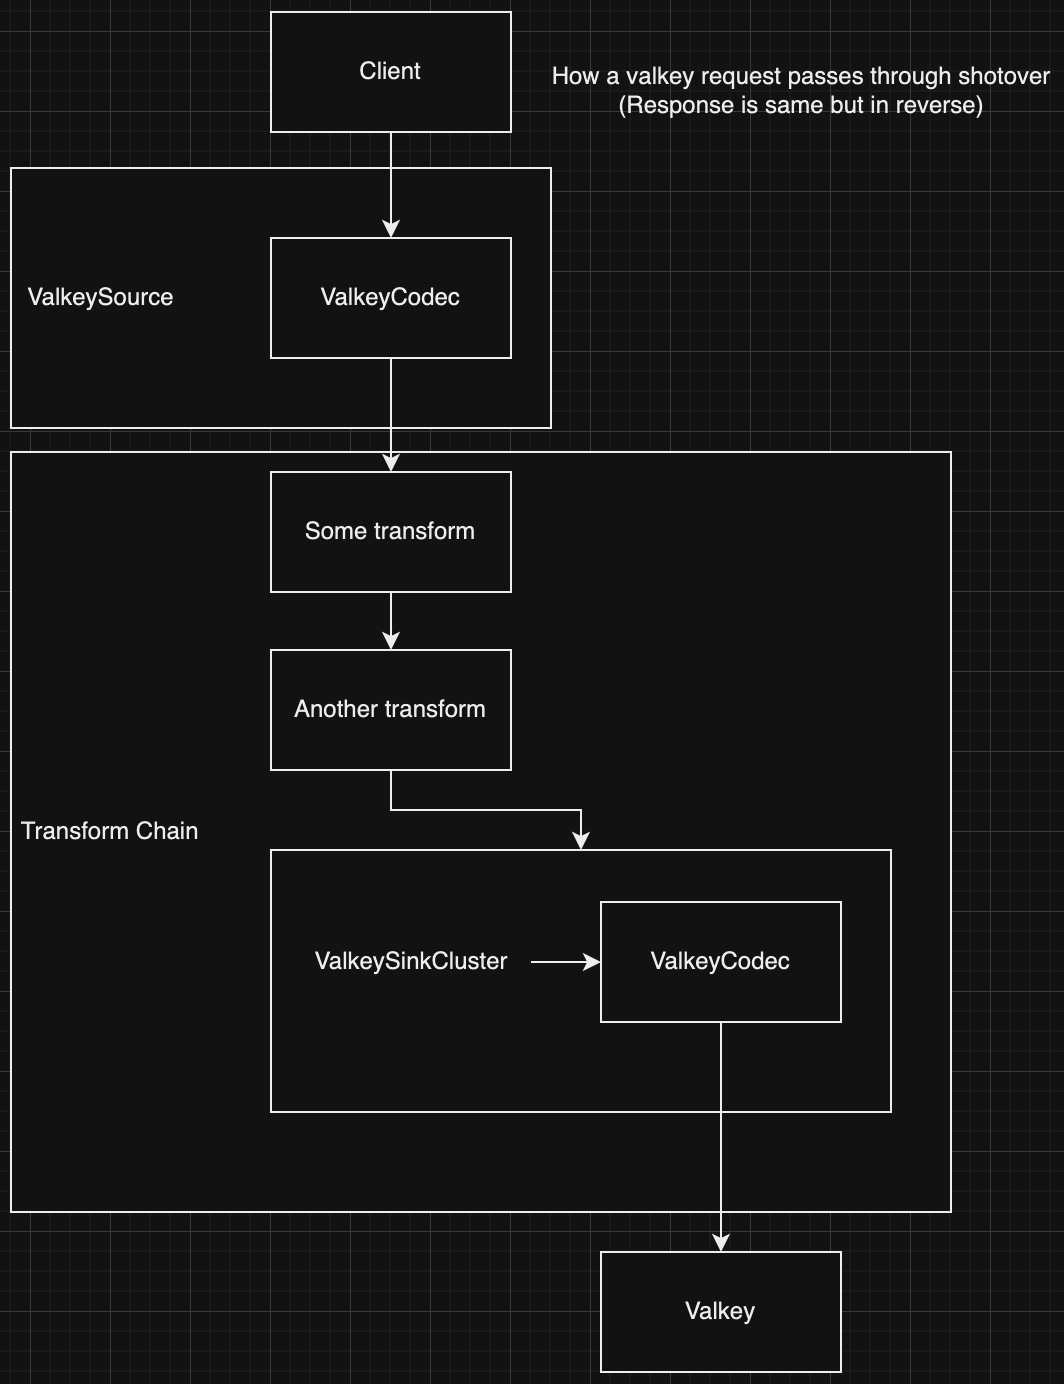 Client
How a valkey request passes through shotover
(Response is same but in reverse)
ValkeySource
ValkeyCodec
Some transform
Another transform
Transform Chain
ValkeySinkCluster
ValkeyCodec
Valkey